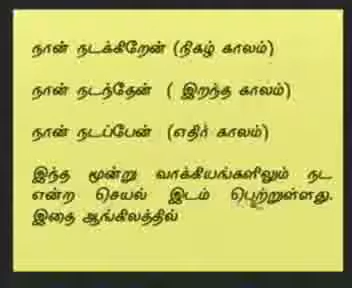 நான் நடக்கிறேன் (நிகழ் காலம்)
நான் நடந்தேன் ( இறந்த காலம்)
நான் நடப்பேன் (எதிர் காலம்)
இந்த மூன்று வாக்கியங்களிலும் நட
என்ற செயல் இடம் பெற்றுள்ளது.
இதை ஆங்கிலத்தில்